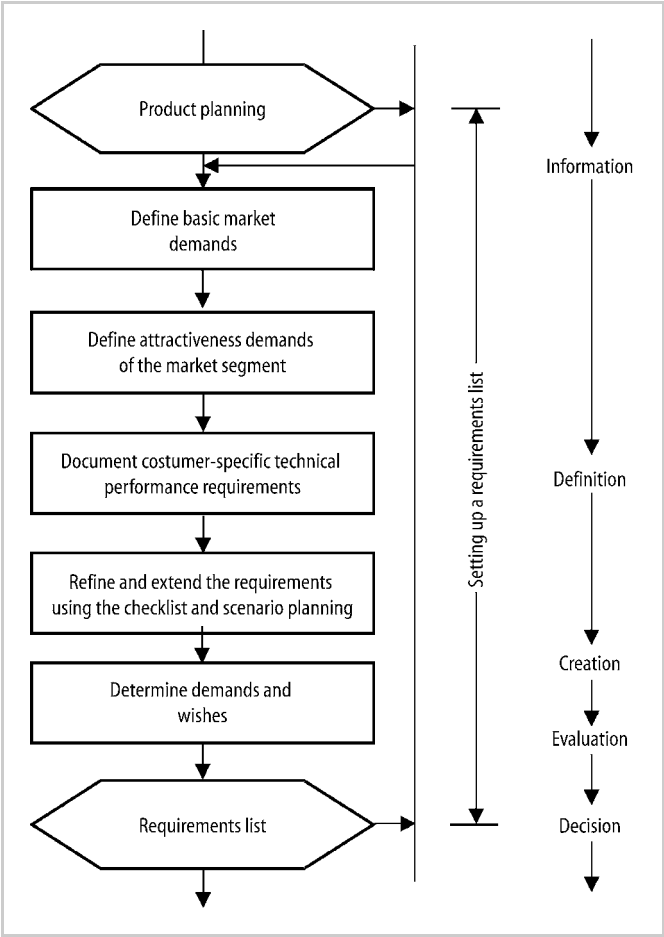 Product planning
Define basic market
demands
Define attractiveness demands
of the market segment
Document costumer-specific technical
performance requirements
Refine and extend the requirements
using the checklist and scenario planning
Determine demands and
wishes
Requirements list
Setting up a requirements list
Information
Definition
Creation
Evaluation
Decision